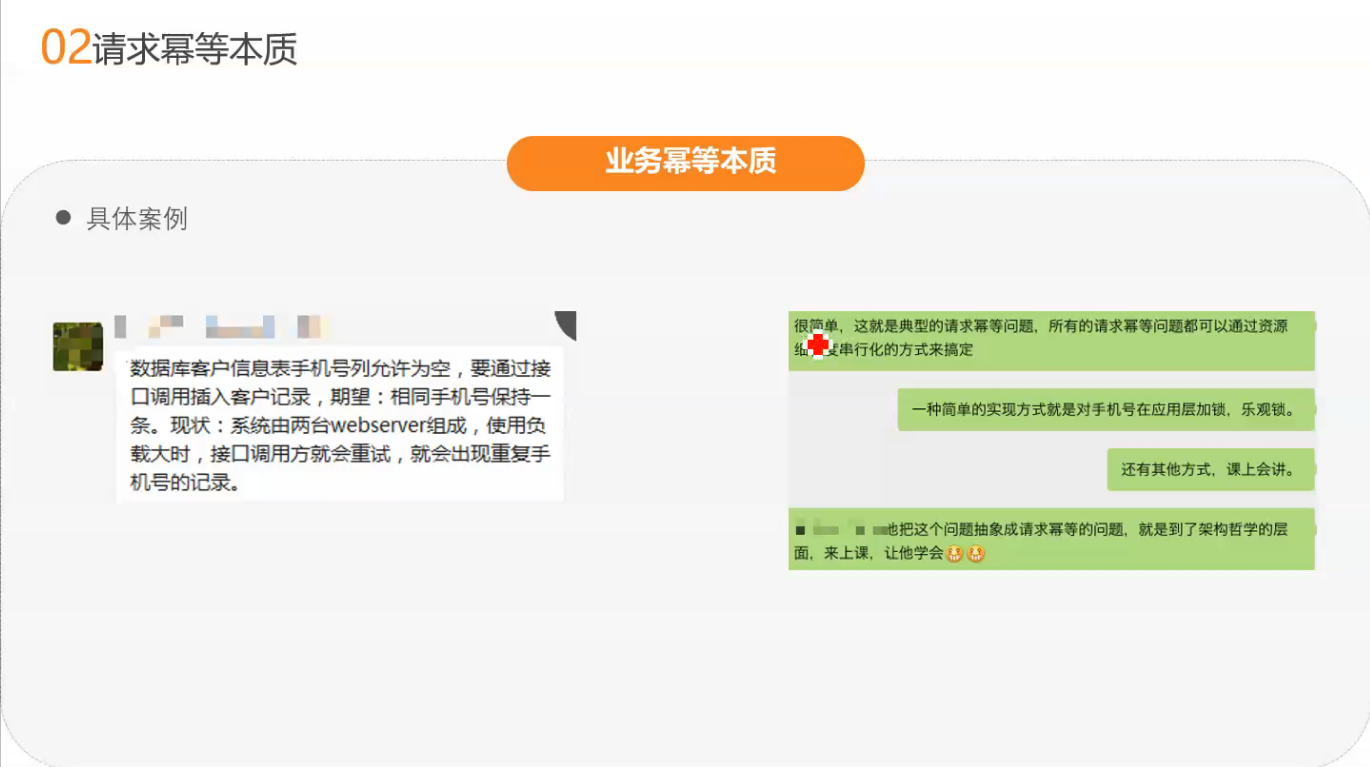 02请求幂等本质
业务幂等本质
● 具体案例
数据库客户信息表手机号列允许为空，要通过接
口调用插入客户记录，期望：相同手机号保持一
条。现状：系统由两台webserver组成，使用负
载大时，接口调用方就会重试，就会出现重复手
机号的记录。
很简单，这就是典型的请求幂等问题，所有的请求幂等问题都可以通过资源
细度串行化的方式来搞定
一种简单的实现方式就是对手机号在应用层加锁，乐观锁。
还有其他方式，课上会讲。
也把这个问题抽象成请求幂等的问题，就是到了架构哲学的层
面，来上课，让他学会😁😁